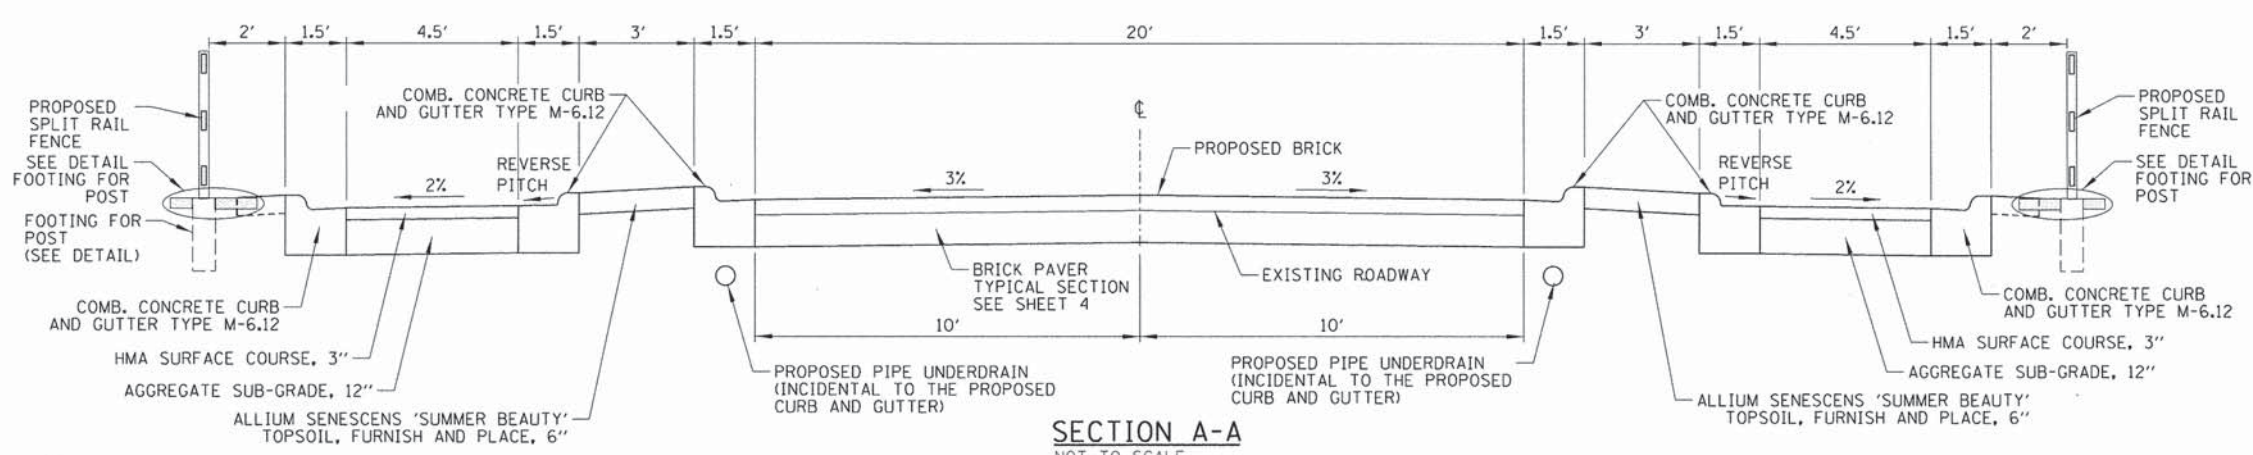 2' 1.5' 4.5' 1.5' 3' 1.5' 20' 1.5' 3' 1.5' 4.5' 1.5' 2'
PROPOSED
SPLIT RAIL
FENCE
SEE DETAIL
FOOTING FOR
POST
FOOTING FOR
POST
(SEE DETAIL)
COMB. CONCRETE CURB
AND GUTTER TYPE M-6.12
REVERSE
PITCH
2%
3%
℄
PROPOSED BRICK
3%
COMB. CONCRETE CURB
AND GUTTER TYPE M-6.12
REVERSE
PITCH
2%
PROPOSED
SPLIT RAIL
FENCE
SEE DETAIL
FOOTING FOR
POST
COMB. CONCRETE CURB
AND GUTTER TYPE M-6.12
HMA SURFACE COURSE, 3"
AGGREGATE SUB-GRADE, 12"
ALLIUM SENESCENS 'SUMMER BEAUTY'
TOPSOIL, FURNISH AND PLACE, 6"
BRICK PAVER
TYPICAL SECTION
SEE SHEET 4
EXISTING ROADWAY
10' 10'
PROPOSED PIPE UNDERDRAIN
(INCIDENTAL TO THE PROPOSED
CURB AND GUTTER)
PROPOSED PIPE UNDERDRAIN
(INCIDENTAL TO THE PROPOSED
CURB AND GUTTER)
COMB. CONCRETE CURB
AND GUTTER TYPE M-6.12
HMA SURFACE COURSE, 3"
AGGREGATE SUB-GRADE, 12"
ALLIUM SENESCENS 'SUMMER BEAUTY'
TOPSOIL, FURNISH AND PLACE, 6"
SECTION A-A
NOT TO SCALE